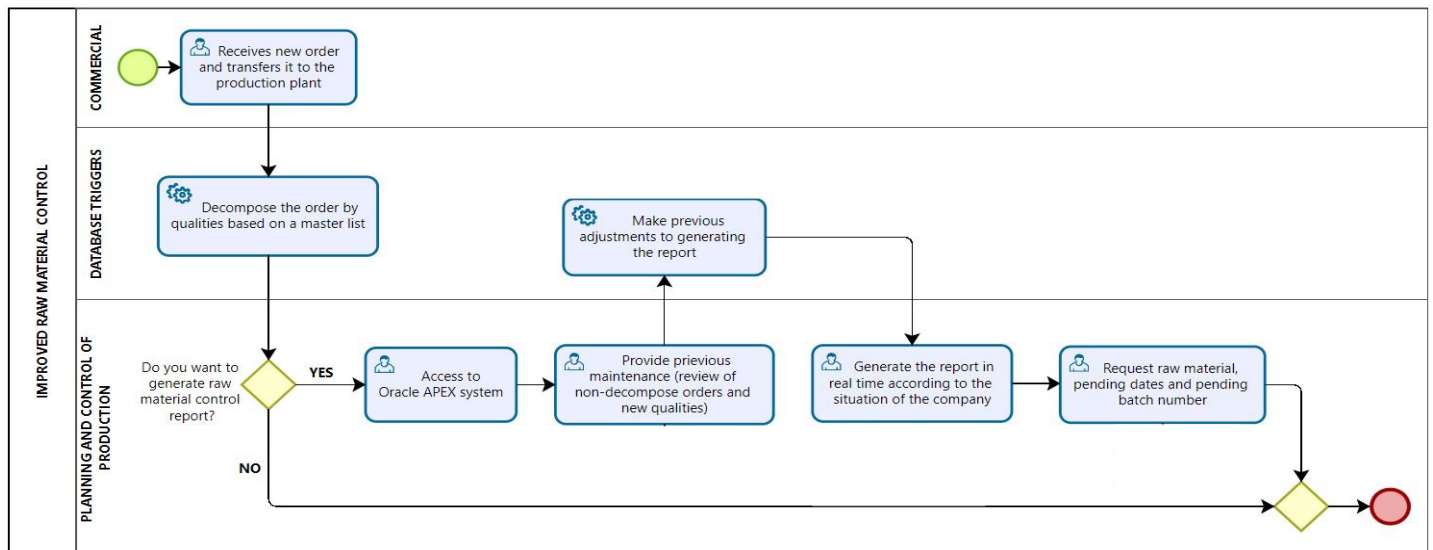 IMPROVED RAW MATERIAL CONTROL
COMMERCIAL
Receives new order
and transfers it to the
production plant
DATABASE TRIGGERS
Decompose the order by
qualities based on a master list
Make previous
adjustments to generating
the report
PLANNING AND CONTROL OF
PRODUCTION
Do you want to
generate raw
material control
report?
YES
NO
Access to
Oracle APEX system
Provide prievious
maintenance (review of
non-decompose orders and
new qualities)
Generate the report in
real time according to the
situation of the company
Request raw material,
pending dates and pending
batch number